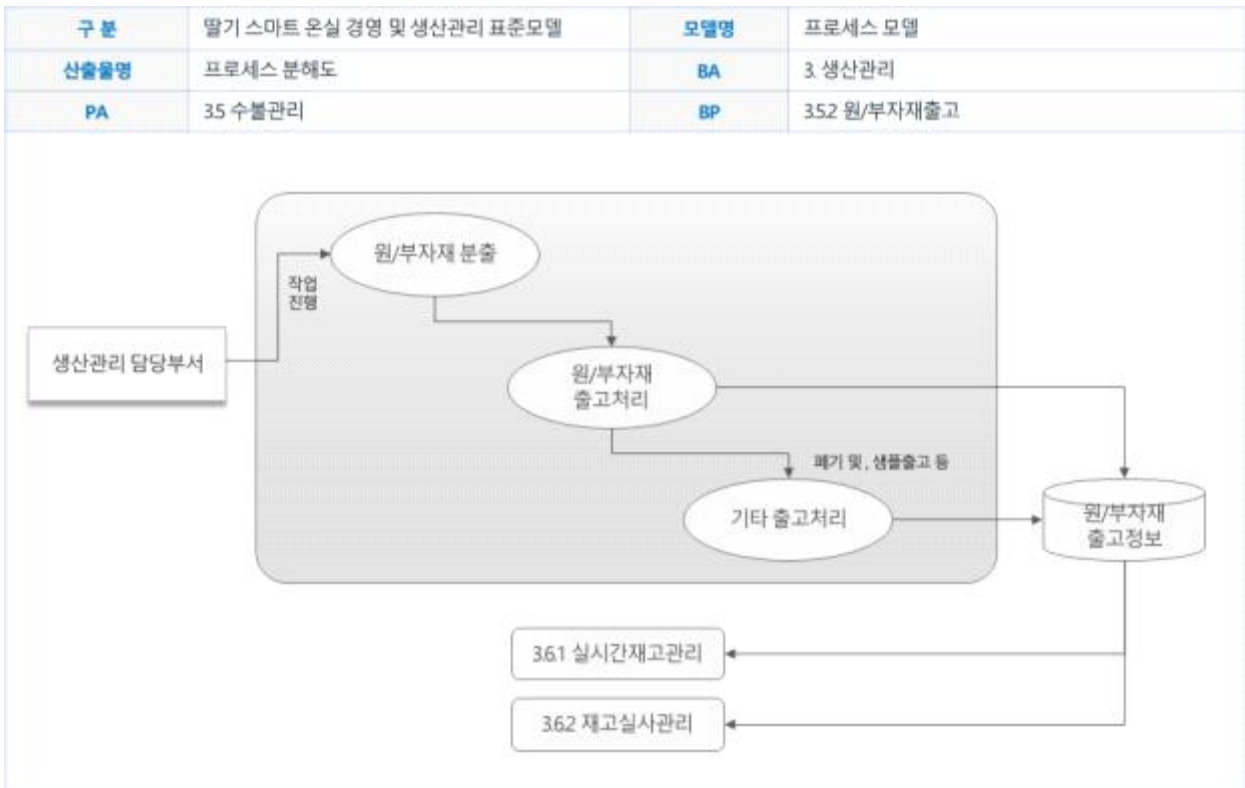 구 분 딸기 스마트 온실 경영 및 생산관리 표준모델 모델명 프로세스 모델
산출물명 프로세스 분해도 BA 3. 생산관리
PA 3.5 수불관리 BP 3.5.2 원/부자재출고
원/부자재 분출
작업
진행
생산관리 담당부서
원/부자재
출고처리
폐기 및, 샘플출고 등
기타 출고처리
원/부자재
출고정보
3.6.1 실시간재고관리
3.6.2 재고실사관리